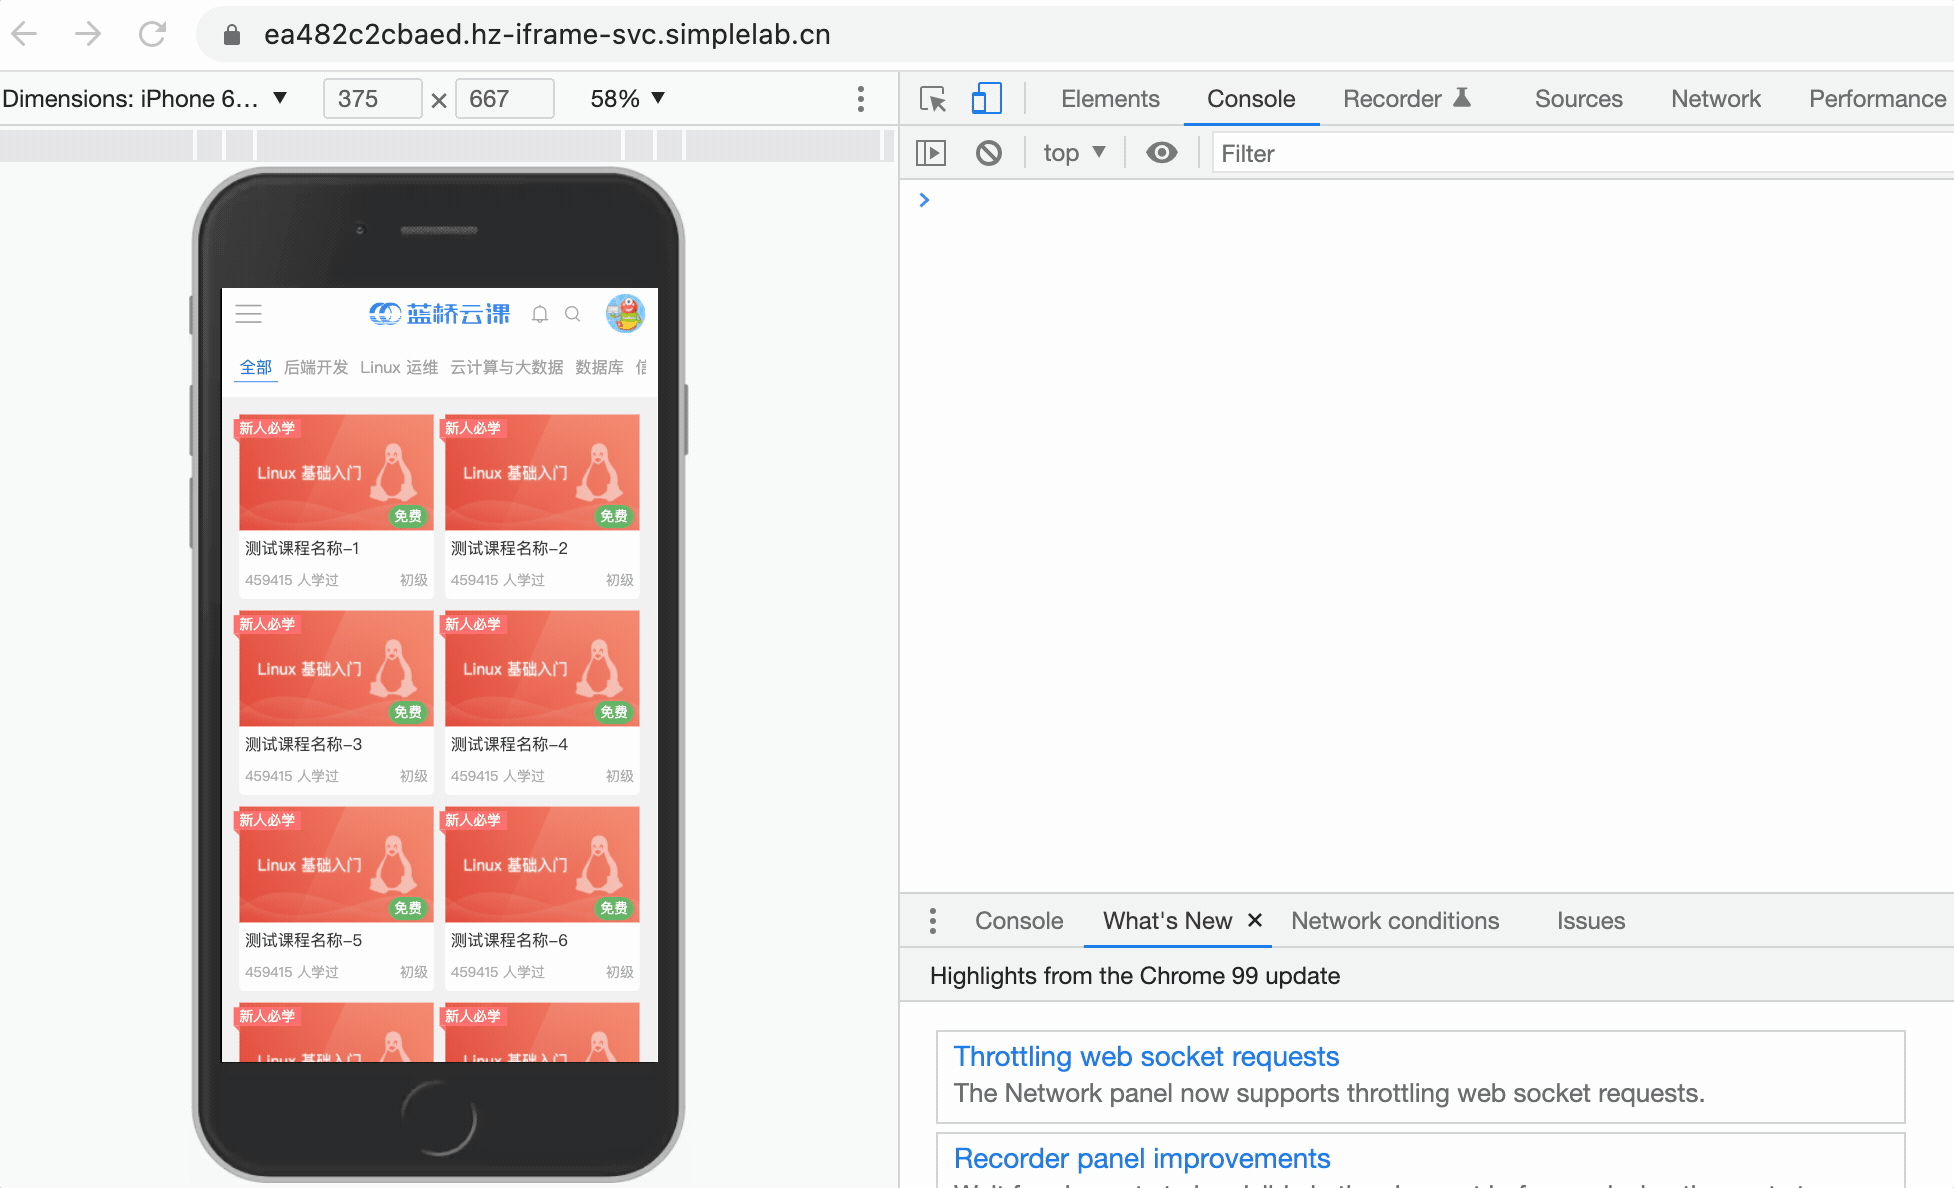 ea482c2cbaed.hz-iframe-svc.simplelab.cn
Dimensions: iPhone 6... ▼ 375 × 667 58% ▼
Elements Console Recorder Sources Network Performance
top ▼ Filter
蓝桥云课
全部 后端开发 Linux 运维 云计算与大数据 数据库 信
新人必学 新人必学
Linux 基础入门 Linux 基础入门
免费 免费
测试课程名称-1 测试课程名称-2
459415 人学过 初级 459415 人学过 初级
新人必学 新人必学
Linux 基础入门 Linux 基础入门
免费 免费
测试课程名称-3 测试课程名称-4
459415 人学过 初级 459415 人学过 初级
新人必学 新人必学
Linux 基础入门 Linux 基础入门
免费 免费
测试课程名称-5 测试课程名称-6
459415 人学过 初级 459415 人学过 初级
新人必学 新人必学
Linux 基础入门 Linux 基础入门
Console What's New × Network conditions Issues
Highlights from the Chrome 99 update
Throttling web socket requests
The Network panel now supports throttling web socket requests.
Recorder panel improvements